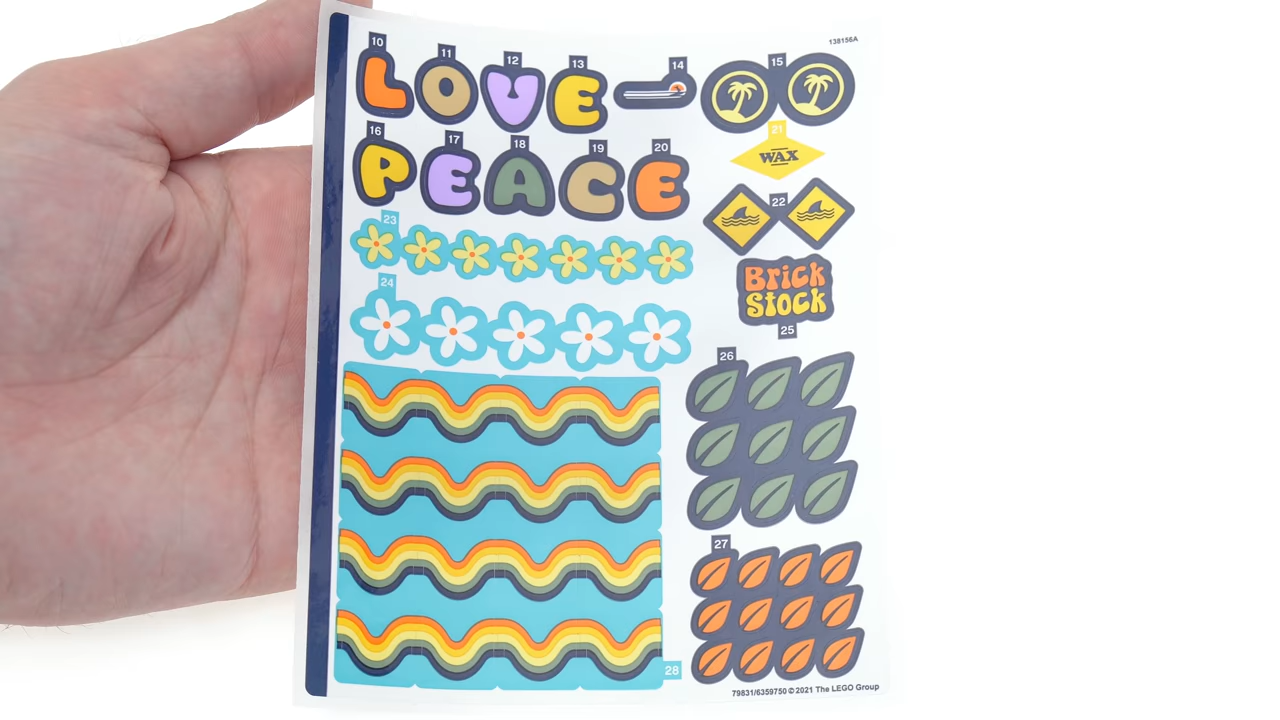 138156A
10 11 12 13 14 15
LOVE
21
WAX
16 17 18 19 20
PEACE
22
23
24
Brick
Stock
25
26
27
28
79831/6359750 © 2021 The LEGO Group